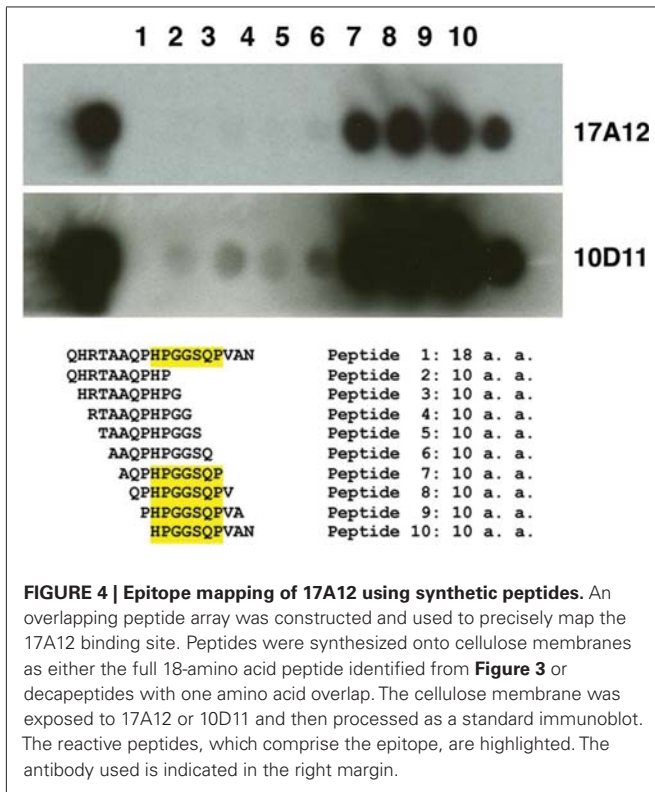 1 2 3 4 5 6 7 8 9 10
17A12
10D11
QHRTAAQPHPGGSQPVAN Peptide 1: 18 a. a.
QHRTAAQPHP Peptide 2: 10 a. a.
HRTAAQPHPG Peptide 3: 10 a. a.
RTAAQPHPGG Peptide 4: 10 a. a.
TAAQPHPGGS Peptide 5: 10 a. a.
AAQPHPGGSQ Peptide 6: 10 a. a.
AQPHPGGSQP Peptide 7: 10 a. a.
QPHPGGSQPV Peptide 8: 10 a. a.
PHPGGSQPVA Peptide 9: 10 a. a.
HPGGSQPVAN Peptide 10: 10 a. a.
FIGURE 4 | Epitope mapping of 17A12 using synthetic peptides. An
overlapping peptide array was constructed and used to precisely map the
17A12 binding site. Peptides were synthesized onto cellulose membranes
as either the full 18-amino acid peptide identified from Figure 3 or
decapeptides with one amino acid overlap. The cellulose membrane was
exposed to 17A12 or 10D11 and then processed as a standard immunoblot.
The reactive peptides, which comprise the epitope, are highlighted. The
antibody used is indicated in the right margin.